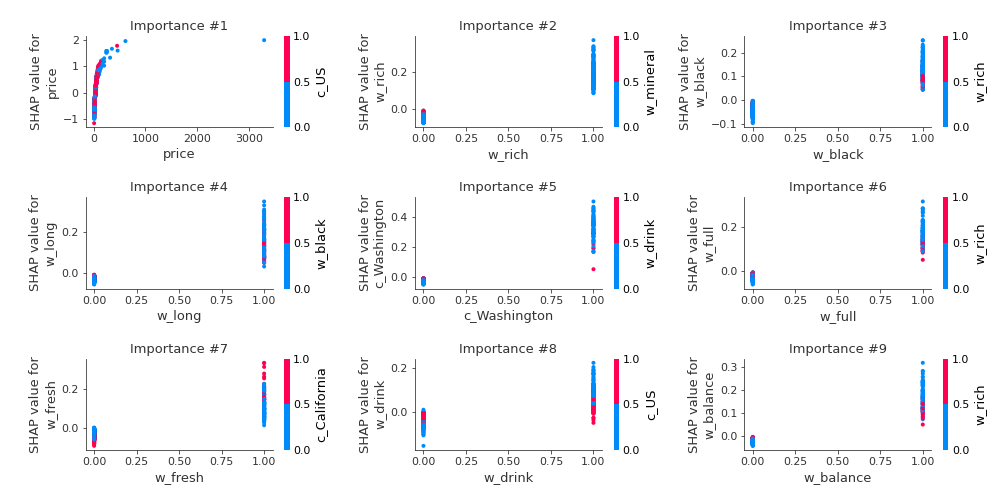 Importance #1
SHAP value for
price
2
1
0
−1
0
1000
2000
3000
price
1.0
0.5
0.0
c_US
Importance #2
SHAP value for
w_rich
0.2
0.0
0.00
0.25
0.50
0.75
1.00
w_rich
1.0
0.5
0.0
w_mineral
Importance #3
SHAP value for
w_black
0.2
0.1
0.0
−0.1
0.00
0.25
0.50
0.75
1.00
w_black
1.0
0.5
0.0
w_rich
Importance #4
SHAP value for
w_long
0.2
0.0
0.00
0.25
0.50
0.75
1.00
w_long
1.0
0.5
0.0
w_black
Importance #5
SHAP value for
c_Washington
0.4
0.2
0.0
0.00
0.25
0.50
0.75
1.00
c_Washington
1.0
0.5
0.0
w_drink
Importance #6
SHAP value for
w_full
0.2
0.0
0.00
0.25
0.50
0.75
1.00
w_full
1.0
0.5
0.0
w_rich
Importance #7
SHAP value for
w_fresh
0.2
0.0
0.00
0.25
0.50
0.75
1.00
w_fresh
1.0
0.5
0.0
c_California
Importance #8
SHAP value for
w_drink
0.2
0.0
0.00
0.25
0.50
0.75
1.00
w_drink
1.0
0.5
0.0
c_US
Importance #9
SHAP value for
w_balance
0.3
0.2
0.1
0.0
0.00
0.25
0.50
0.75
1.00
w_balance
1.0
0.5
0.0
w_rich